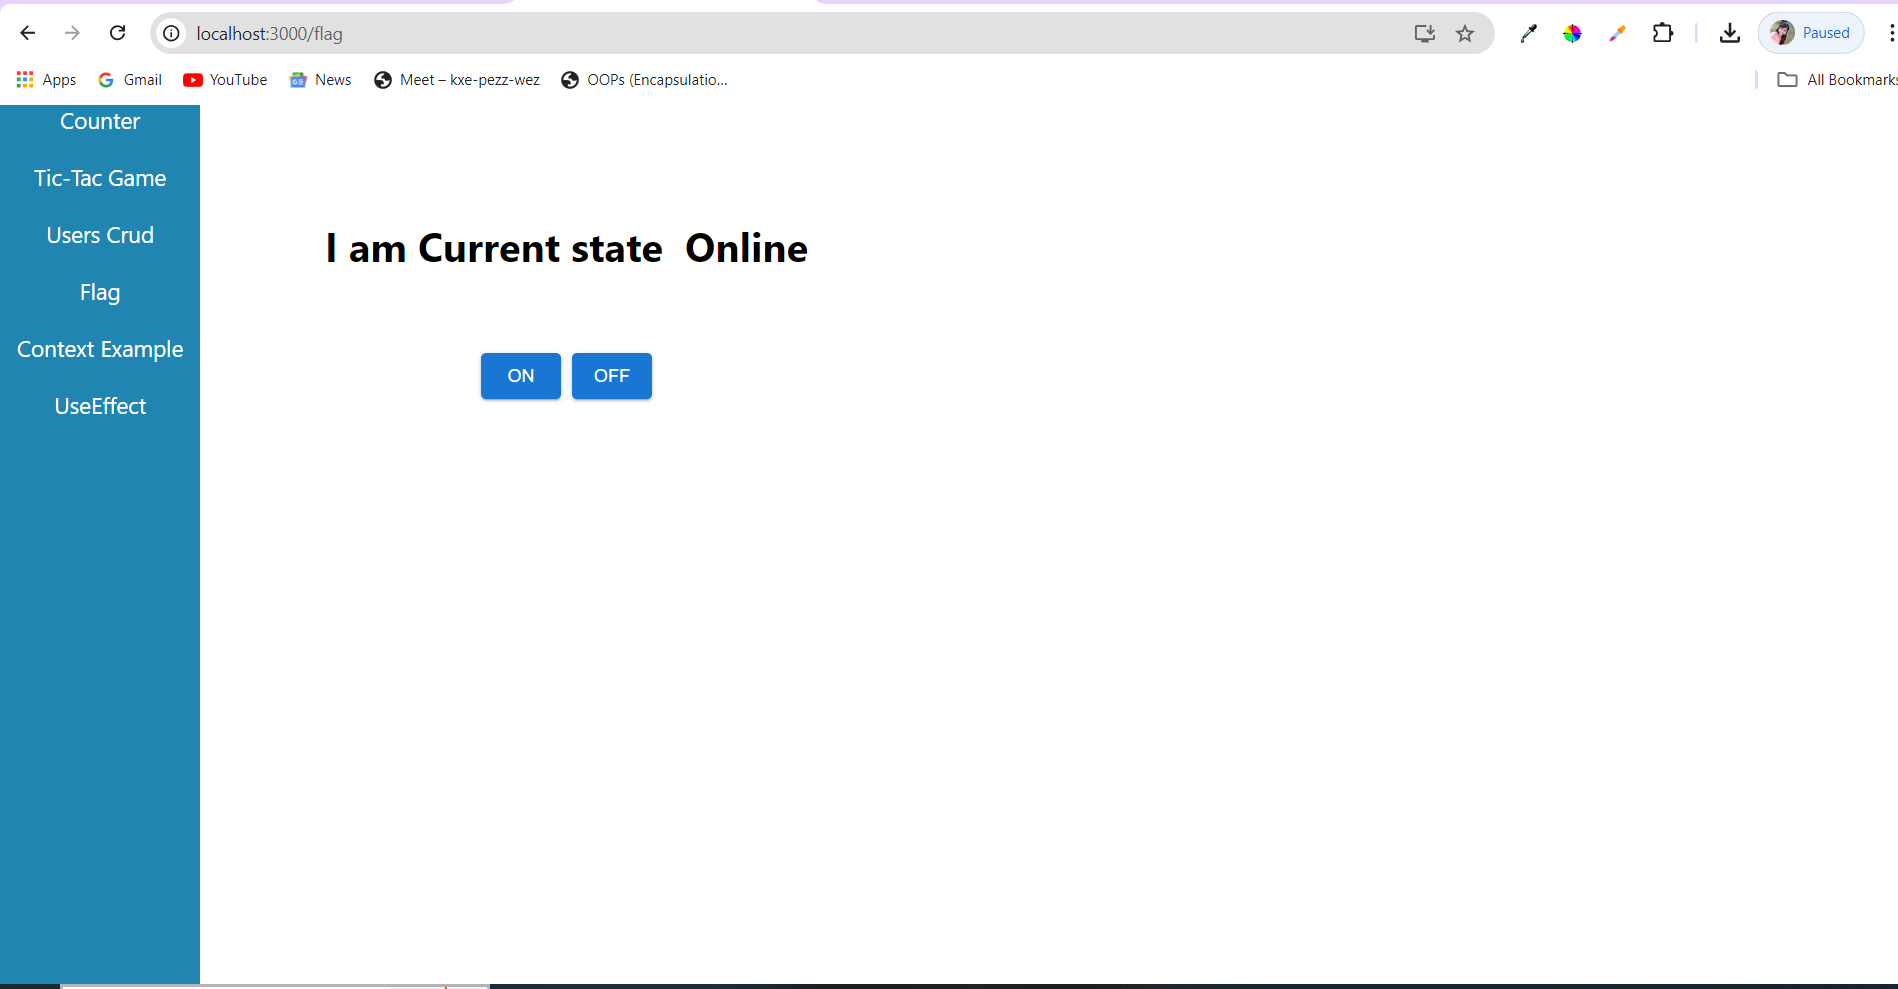 localhost:3000/flag
Paused
Apps
Gmail
YouTube
News
Meet – kxe-pezz-wez
OOPs (Encapsulatio...
All Bookmarks
Counter
Tic-Tac Game
Users Crud
Flag
Context Example
UseEffect
I am Current state  Online
ON
OFF